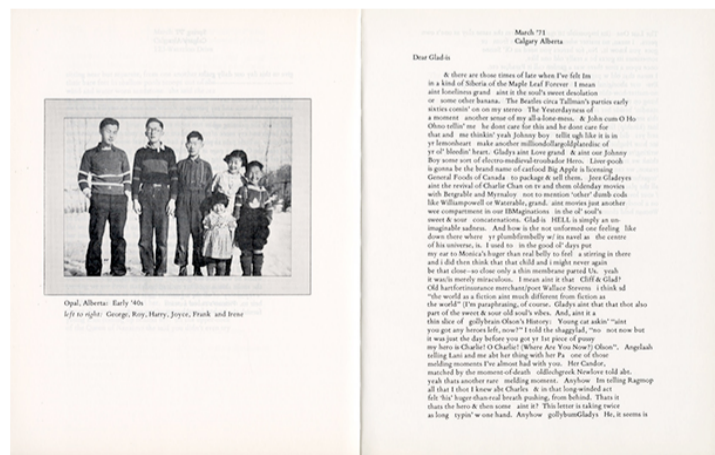 Opal, Alberta: Early '40s
left to right: George, Roy, Harry, Joyce, Frank and Irene
March '71
Calgary Alberta
Dear Glad-is
& there are those times of late when I've felt Im
in a kind of Siberia of the Maple Leaf Forever I mean
aint loneliness grand aint it the soul's sweet desolation
or some other banana. The Beatles circa Tallman's parties early
sixties comin' on on my stereo The Yesterdayness of
a moment another sense of my all-a-lone-mess. & John cum O Ho
Ohno tellin' me he dont care for this and he dont care for
that and me thinkin' yeah Johnny boy tellit ugh like it is in
yr lemonheart make another milliondollargoldplatedisc of
yr ol' bleedin' heart. Gladys aint Love grand & aint our Johnny
Boy some sort of electro-medieval-troubador Hero. Liver-pooh
is gonna be the brand name of catfood Big Apple is licensing
General Foods of Canada to package & sell them. Jeez Gladeyes
aint the revival of Charlie Chan on tv and them oldenday movies
with Betgrable and Myrnaloy not to mention 'other' dumb cods
like Williampowell or Waterable, grand. aint movies just another
wee compartment in our IBMaginations in the ol' soul's
sweet & sour concatenations. Glad-is HELL is simply an un-
imaginable sadness. And how is the not unformed one feeling like
down there where yr plumbfembelly w/ its navel as the centre
of his universe, is. I used to in the good ol' days put
my ear to Monica's huger than real belly to feel a stirring in there
and i did then think that that child and i might never again
be that close—so close only a thin membrane parted Us. yeah
it was/is merely miraculous. I mean aint it that Cliff & Glad?
Old hartfortinsurance merchant/poet Wallace Stevens i think sd
"the world as a fiction aint much different from fiction as
the world" (I'm paraphrasing, of course. Gladys aint that that thot also
part of the sweet & sour old soul's vibes. And, aint it a
thin slice of gollybrain Olson's History: Young cat askin' "aint
you got any heroes left, now?" I told the shaggylad, "no not now but
it was just the day before you got yr 1st piece of pussy
my hero is Charlie! O Charlie! (Where Are You Now?) Olson". Angelaah
telling Lani and me abt her thing with her Pa one of those
melding-moments I've almost had with you. Her Candor,
matched by the moment-of-death oldlochgreek Newlove told abt.
yeah thats another rare melding moment. Anyhow Im telling Ragmop
all that I thot I knew abt Charles & in that long-winded act
felt 'his' huger-than-real breath pushing, from behind. Thats it
thats the hero & then some aint it? This letter is taking twice
as long typin' w one hand. Anyhow gollybumGladys He, it seems is